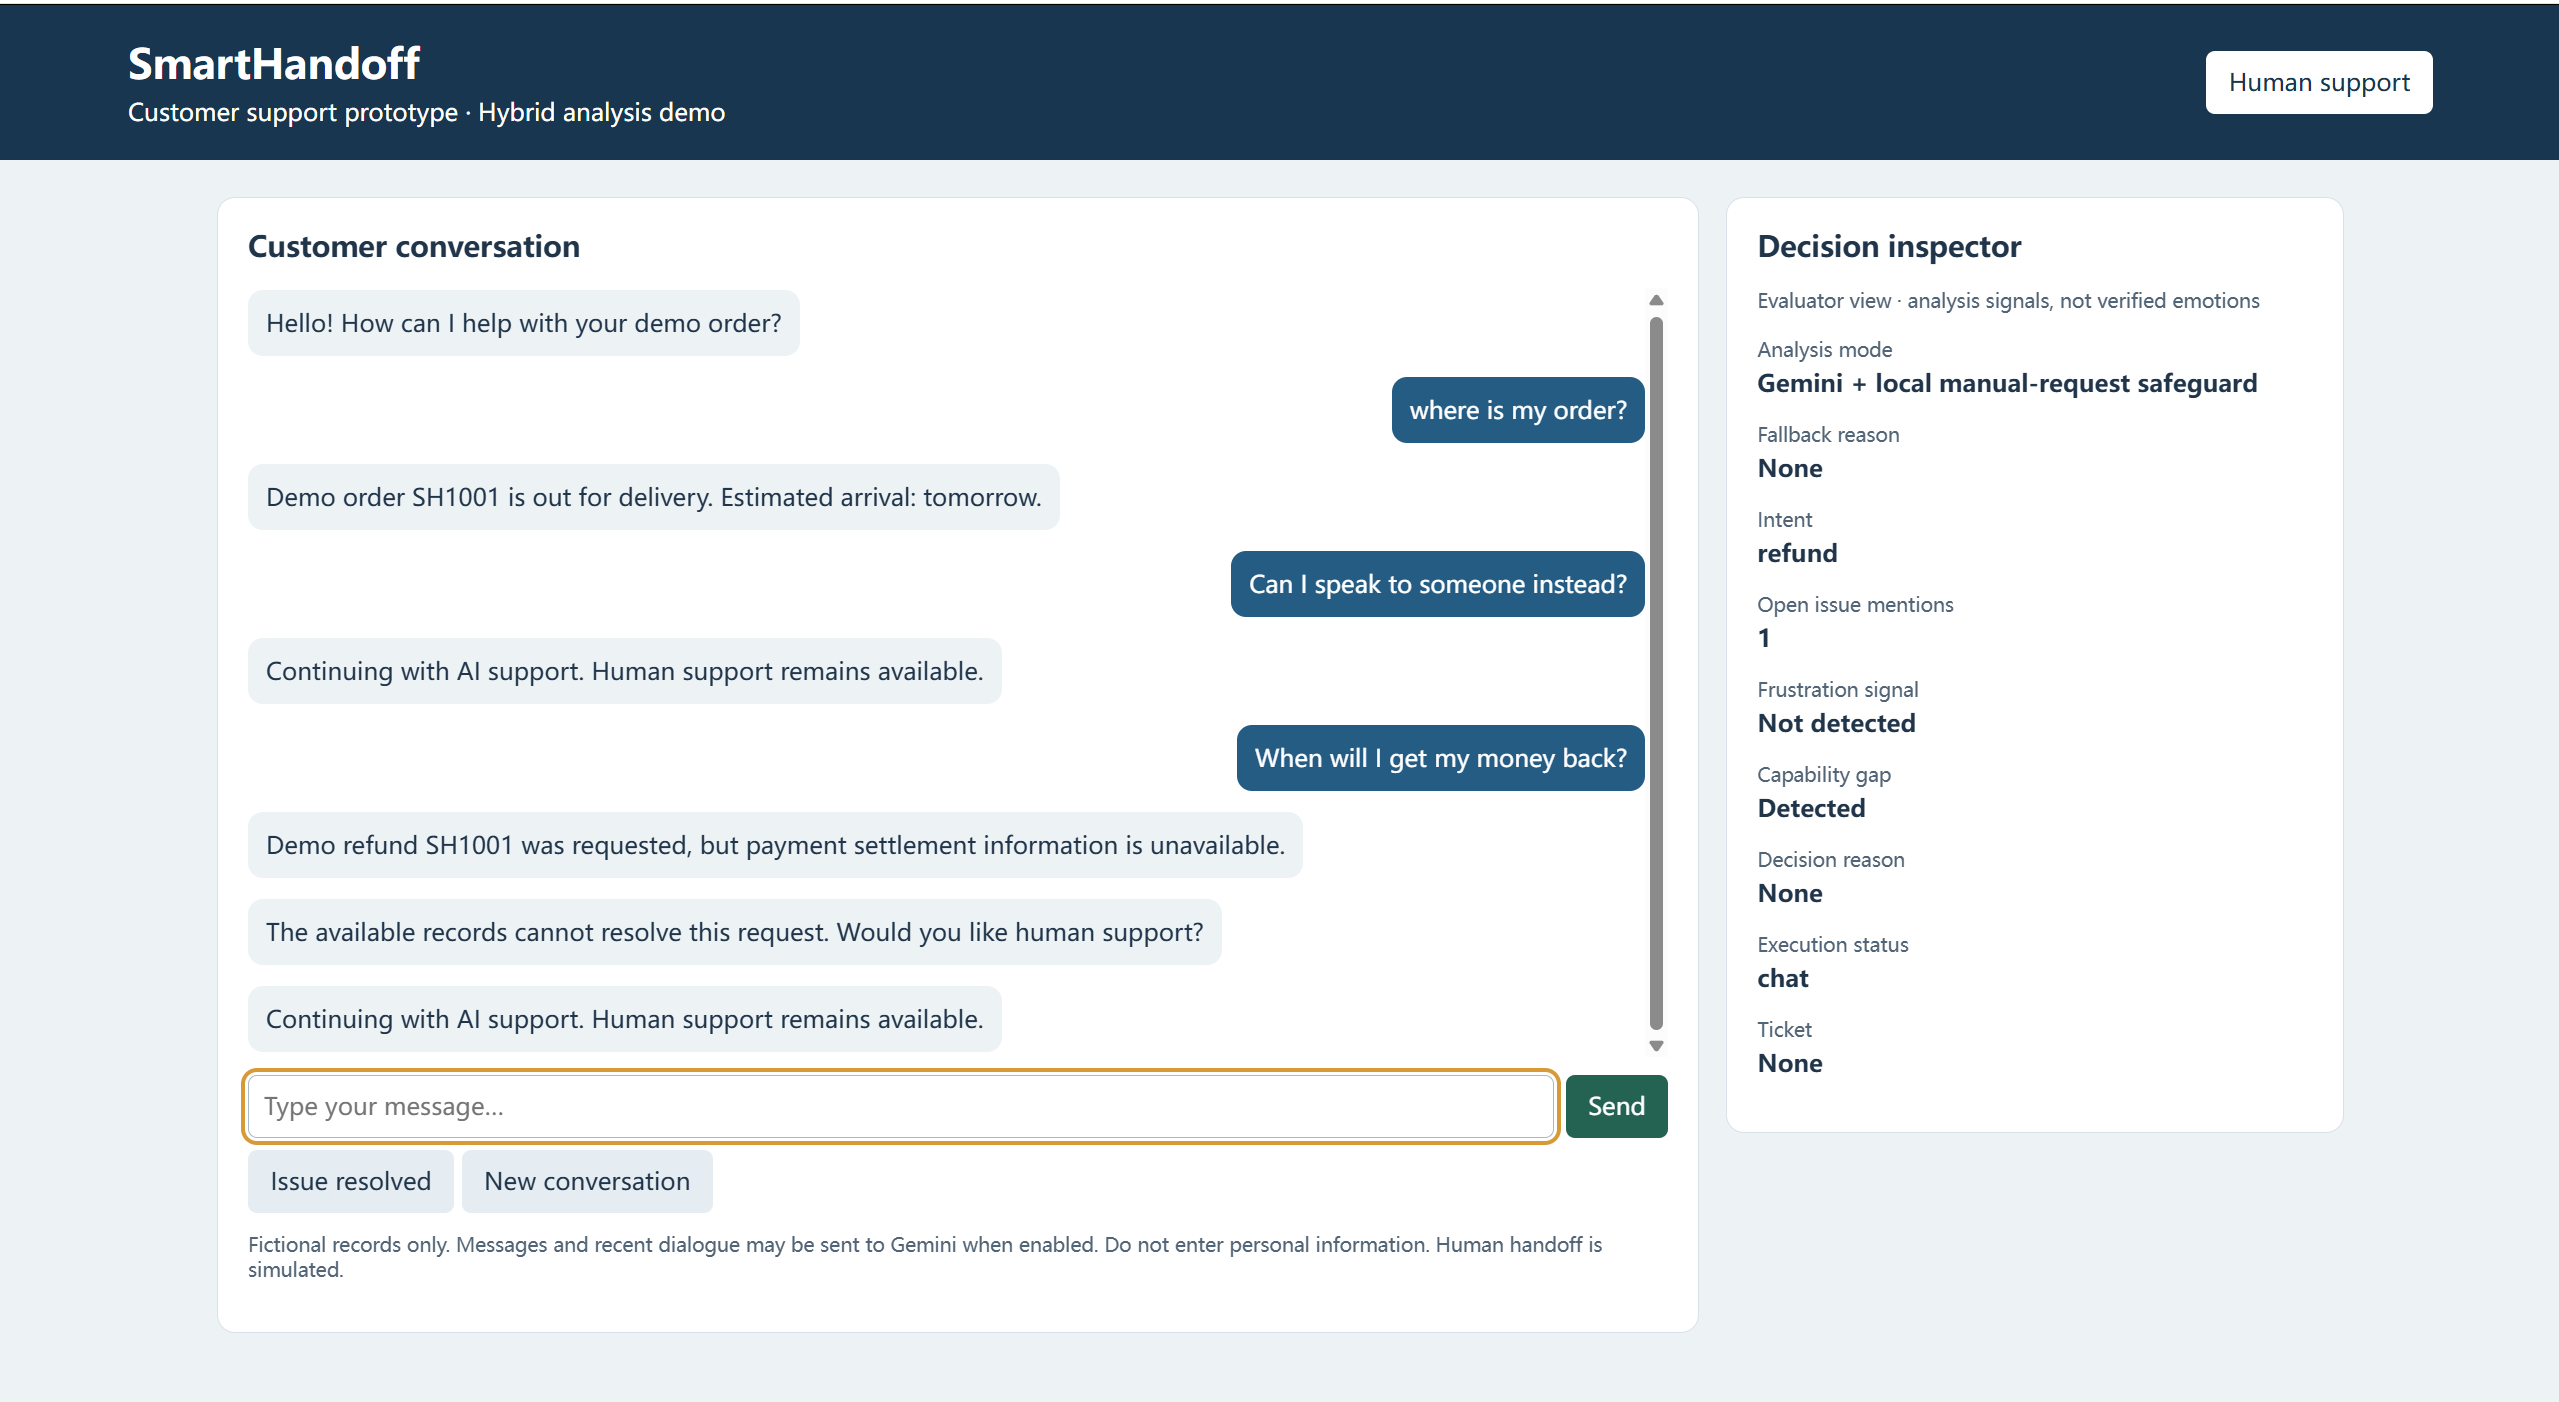 SmartHandoff
Customer support prototype · Hybrid analysis demo
Human support
Customer conversation
Hello! How can I help with your demo order?
where is my order?
Demo order SH1001 is out for delivery. Estimated arrival: tomorrow.
Can I speak to someone instead?
Continuing with AI support. Human support remains available.
When will I get my money back?
Demo refund SH1001 was requested, but payment settlement information is unavailable.
The available records cannot resolve this request. Would you like human support?
Continuing with AI support. Human support remains available.
Type your message...
Send
Issue resolved
New conversation
Fictional records only. Messages and recent dialogue may be sent to Gemini when enabled. Do not enter personal information. Human handoff is
simulated.
Decision inspector
Evaluator view · analysis signals, not verified emotions
Analysis mode
Gemini + local manual-request safeguard
Fallback reason
None
Intent
refund
Open issue mentions
1
Frustration signal
Not detected
Capability gap
Detected
Decision reason
None
Execution status
chat
Ticket
None